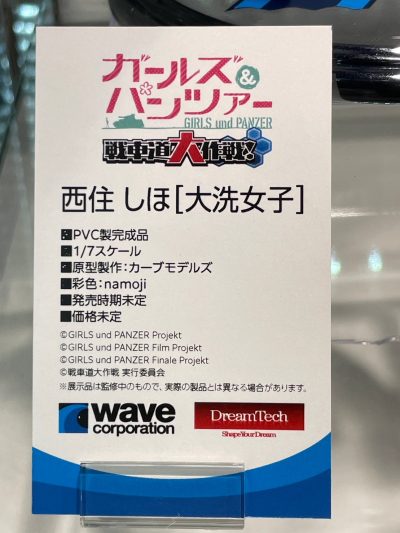 ガールズ&
パンツァー
GIRLS und PANZER
戦車道大作戦!
西住 しほ[大洗女子]
■PVC製完成品
■1/7スケール
■原型製作:カーブモデルズ
■彩色:namoji
■発売時期未定
■価格未定
©GIRLS und PANZER Projekt
©GIRLS und PANZER Film Projekt
©GIRLS und PANZER Finale Projekt
©戦車道大作戦 実行委員会
※展示品は監修中のもので、実際の製品とは異なる場合があります。
wave corporation
DreamTech
Shape Your Dream